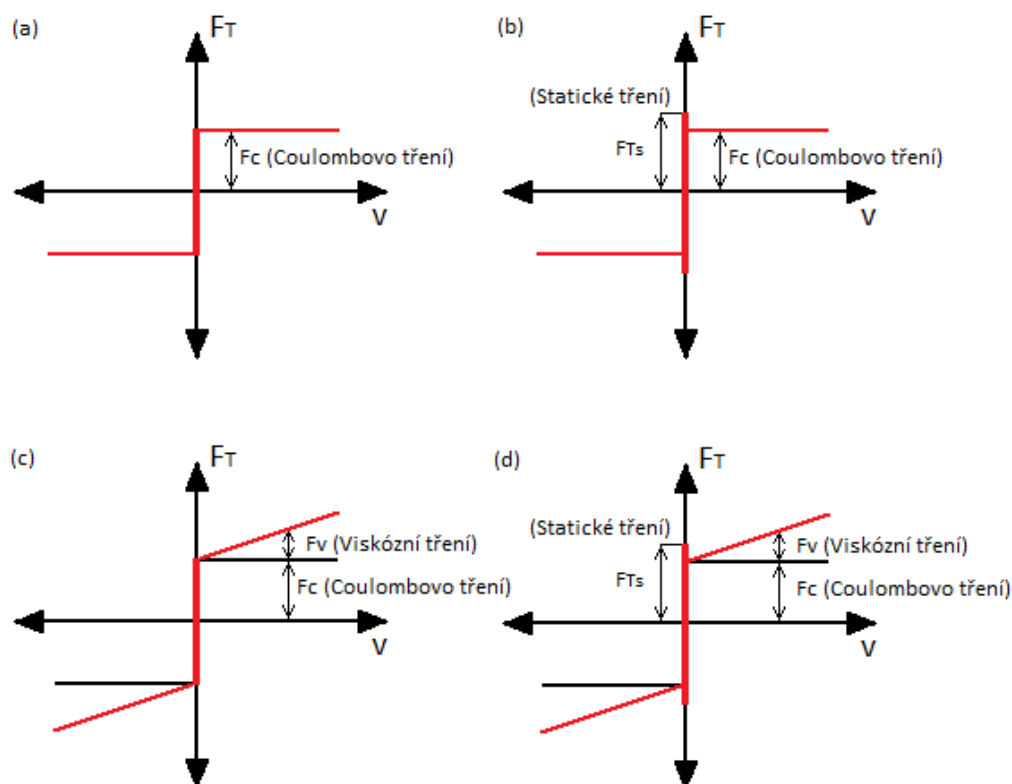 (a)
FT
Fc (Coulombovo tření)
v
(b)
FT
(Statické tření)
FTs
Fc (Coulombovo tření)
v
(c)
FT
Fv (Viskózní tření)
Fc (Coulombovo tření)
v
(d)
FT
(Statické tření)
Fv (Viskózní tření)
FTs
Fc (Coulombovo tření)
v